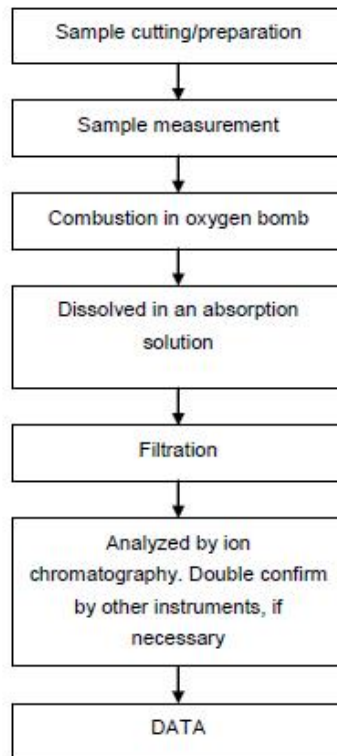 Sample cutting/preparation
Sample measurement
Combustion in oxygen bomb
Dissolved in an absorption
solution
Filtration
Analyzed by ion
chromatography. Double confirm
by other instruments, if
necessary
DATA